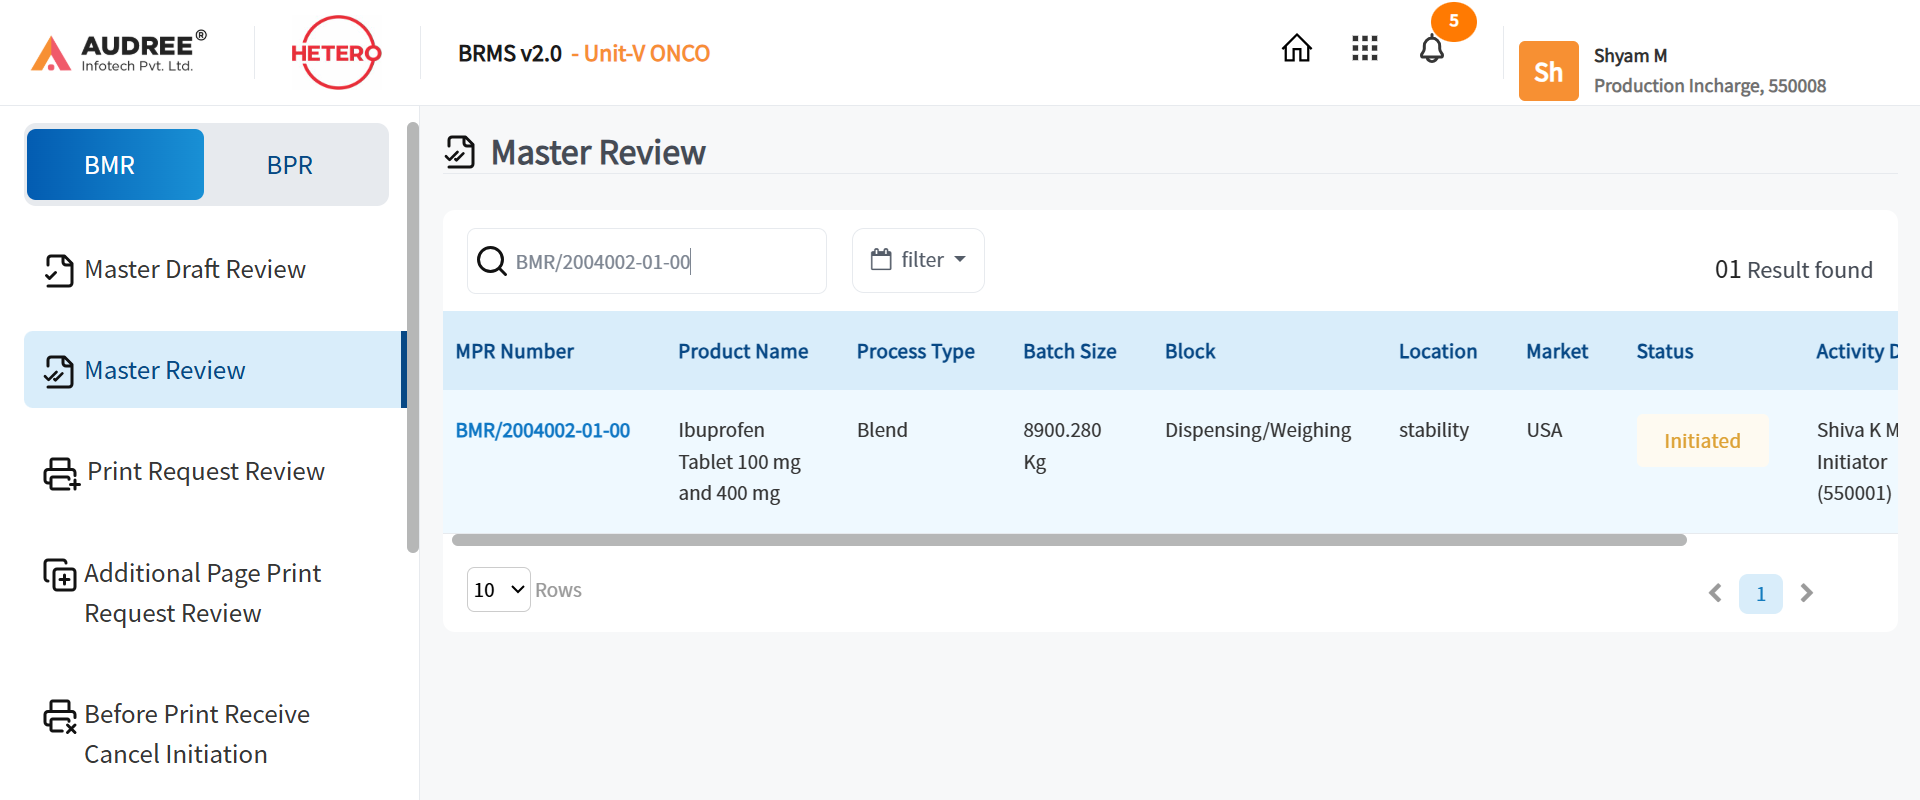 AUDREE®
Infotech Pvt. Ltd.
HETERO
BRMS v2.0 - Unit-V ONCO
5
Sh
Shyam M
Production Incharge, 550008
BMR
BPR
Master Draft Review
Master Review
Print Request Review
Additional Page Print
Request Review
Before Print Receive
Cancel Initiation
Master Review
BMR/2004002-01-00
filter
01 Result found
MPR Number Product Name Process Type Batch Size Block Location Market Status Activity D
BMR/2004002-01-00 Ibuprofen Blend 8900.280 Dispensing/Weighing stability USA Initiated Shiva K M
Tablet 100 mg Kg Initiator
and 400 mg (550001)
10 Rows
1